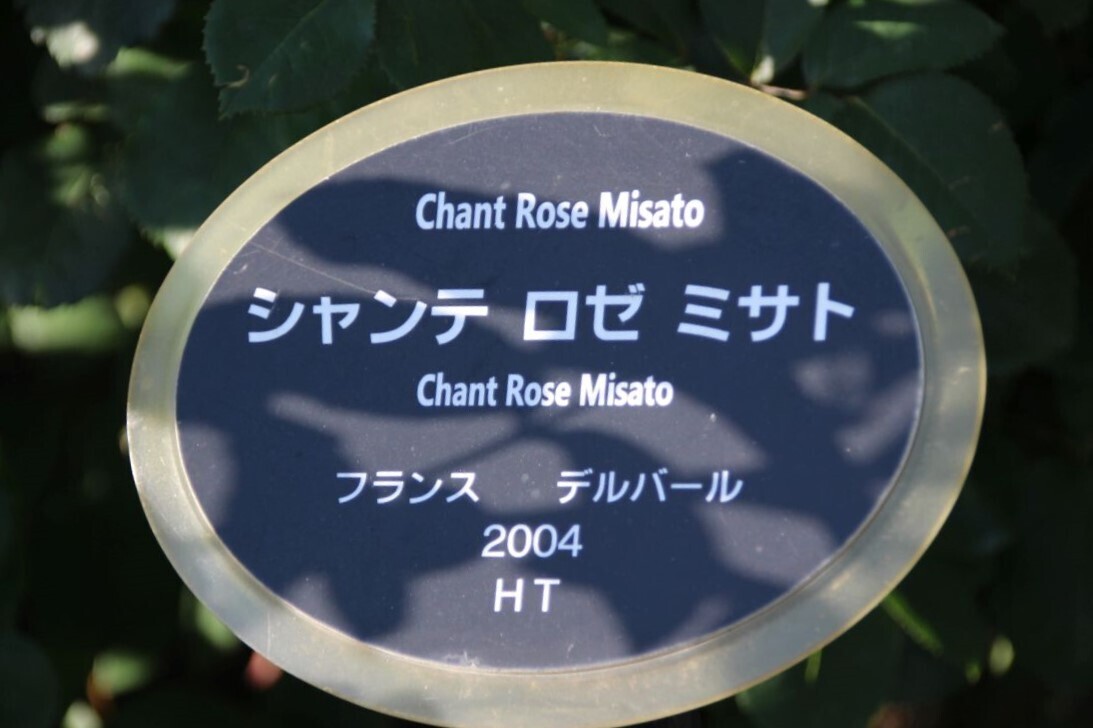 Chant Rose Misato
シャンテ ロゼ ミサト
Chant Rose Misato
フランス　デルバール
2004
HT